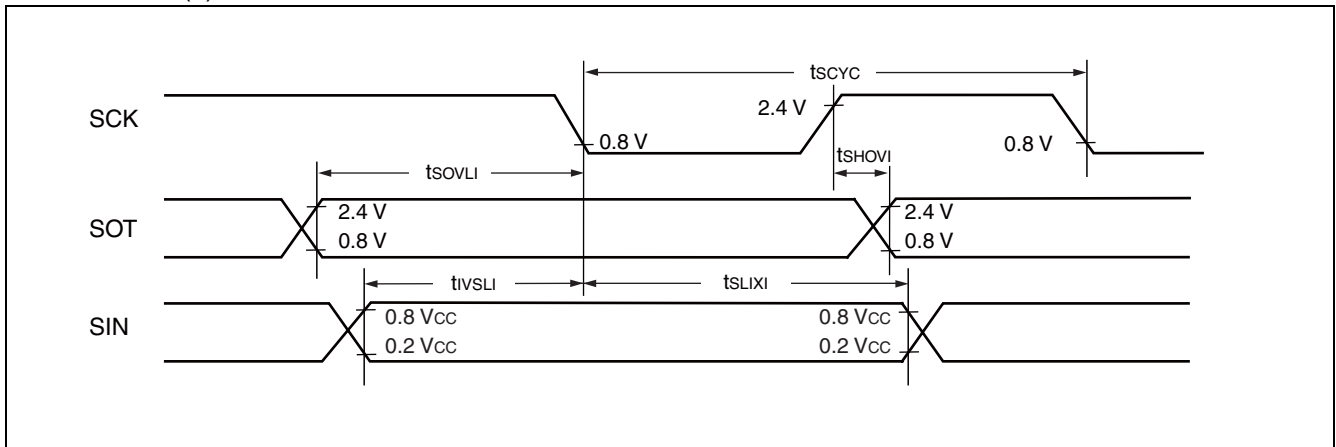 tSCYC
SCK
2.4 V
0.8 V
0.8 V
tSHOVI
tSOVLI
SOT
2.4 V
2.4 V
0.8 V
0.8 V
tIVSLI
tSLIXI
SIN
0.8 VCC
0.8 VCC
0.2 VCC
0.2 VCC